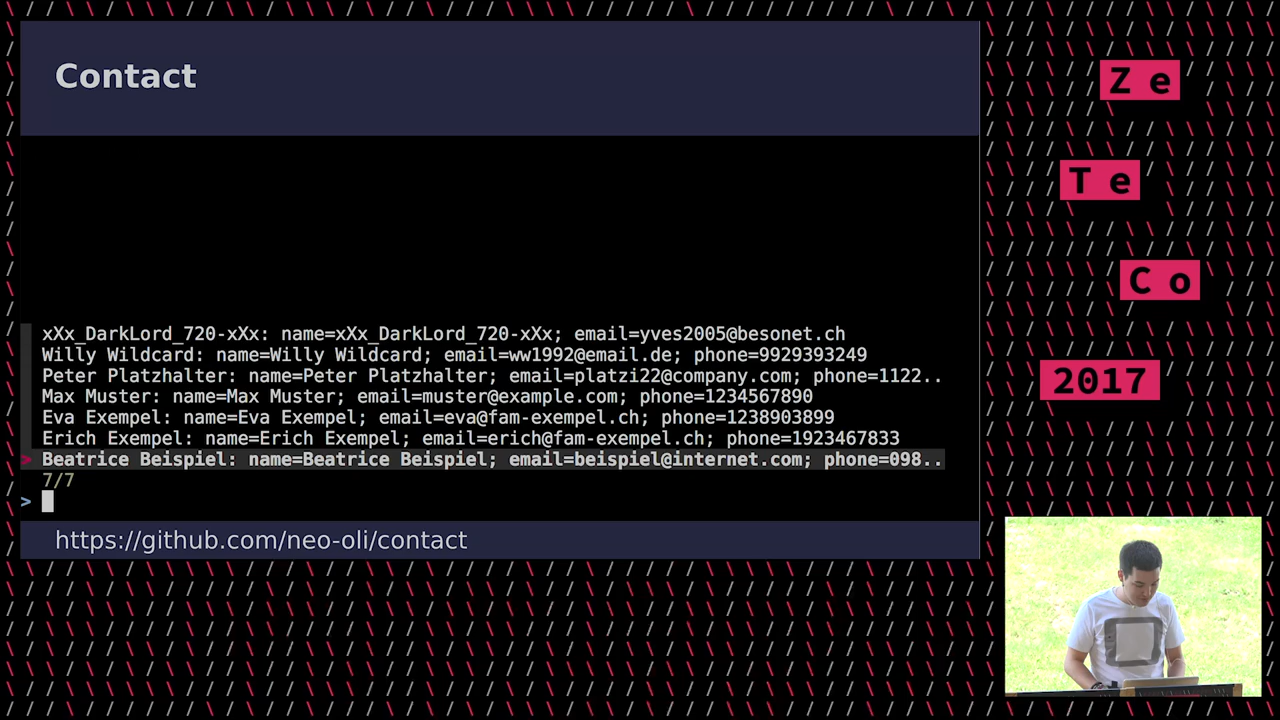 Contact
xXx_DarkLord_720-xXx: name=xXx_DarkLord_720-xXx; email=yves2005@besonet.ch
Willy Wildcard: name=Willy Wildcard; email=ww1992@email.de; phone=9929393249
Peter Platzhalter: name=Peter Platzhalter; email=platzi22@company.com; phone=1122..
Max Muster: name=Max Muster; email=muster@example.com; phone=1234567890
Eva Exempel: name=Eva Exempel; email=eva@fam-exempel.ch; phone=1238903899
Erich Exempel: name=Erich Exempel; email=erich@fam-exempel.ch; phone=1923467833
> Beatrice Beispiel: name=Beatrice Beispiel; email=beispiel@internet.com; phone=098..
7/7
>
https://github.com/neo-oli/contact
Z e
T e
C o
2017